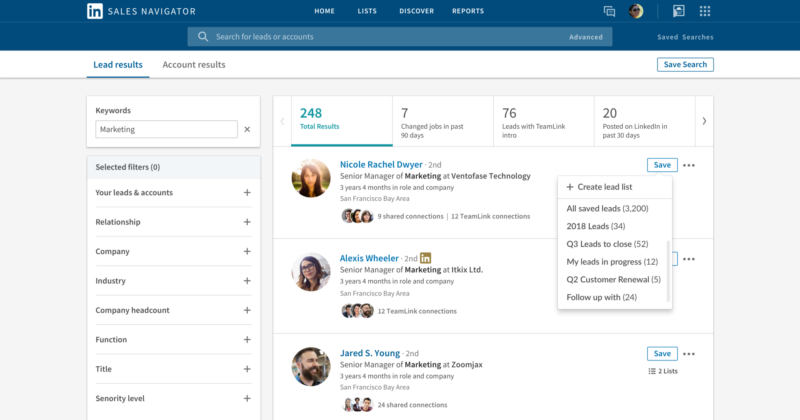 in SALES NAVIGATOR
HOME LISTS DISCOVER REPORTS
Search for leads or accounts Advanced Saved Searches
Lead results Account results Save Search
Keywords
Marketing
Selected filters (0)
Your leads & accounts
Relationship
Company
Industry
Company headcount
Function
Title
Senority level
248
Total Results
7
Changed jobs in past
90 days
76
Leads with TeamLink
intro
20
Posted on LinkedIn in
past 30 days
Nicole Rachel Dwyer · 2nd
Senior Manager of Marketing at Ventofase Technology
3 years 4 months in role and company
San Francisco Bay Area
9 shared connections | 12 TeamLink connections
Save
+ Create lead list
All saved leads (3,200)
2018 Leads (34)
Q3 Leads to close (52)
My leads in progress (12)
Q2 Customer Renewal (5)
Follow up with (24)
Alexis Wheeler · 2nd in
Senior Manager of Marketing at Itkix Ltd.
3 years 4 months in role and company
San Francisco Bay Area
12 TeamLink connections
Jared S. Young · 2nd
Senior Manager of Marketing at Zoomjax
3 years 4 months in role and company
San Francisco Bay Area
24 shared connections
Save
2 Lists